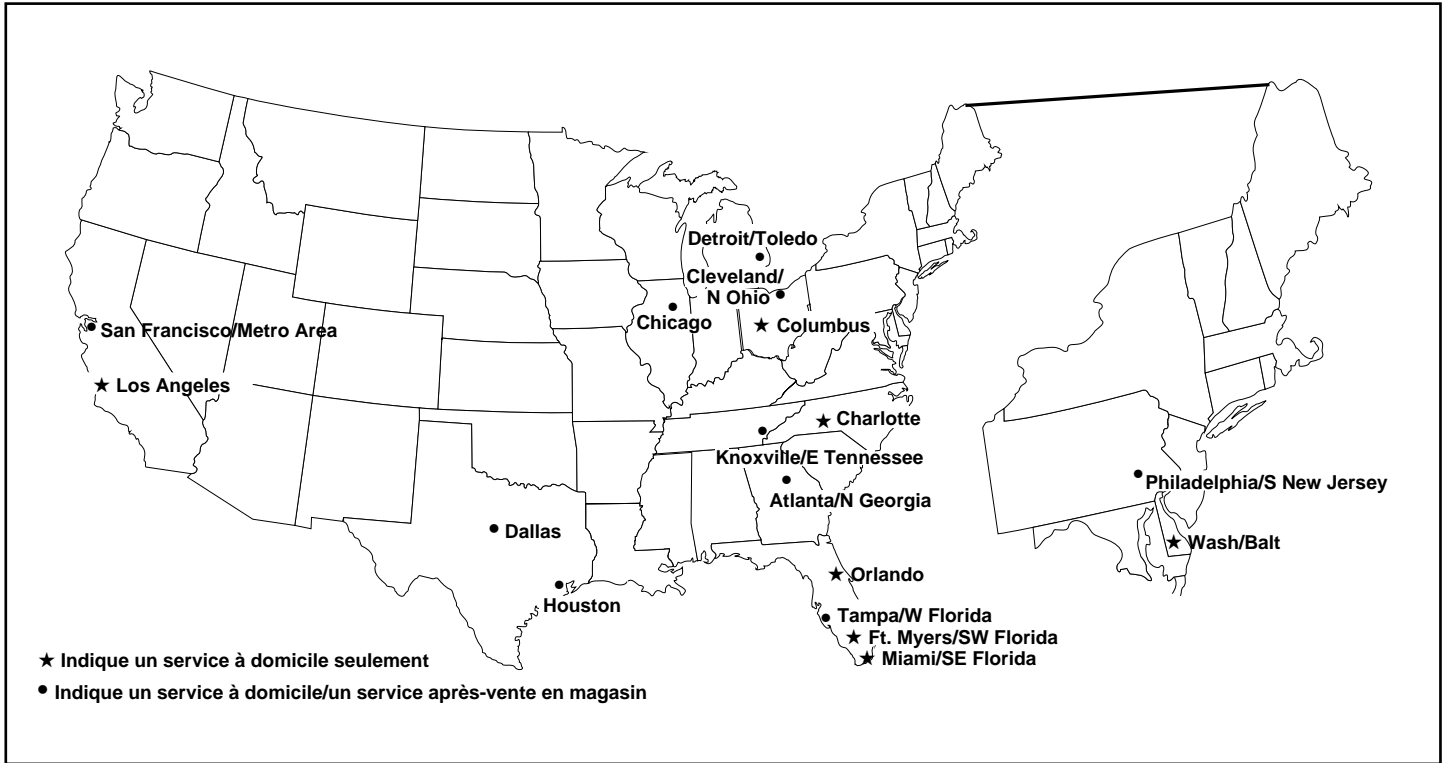 Detroit/Toledo
Cleveland/
N Ohio
Chicago
★ Columbus
San Francisco/Metro Area
★ Los Angeles
★ Charlotte
Knoxville/E Tennessee
Atlanta/N Georgia
Philadelphia/S New Jersey
Dallas
★ Wash/Balt
★ Orlando
Houston
Tampa/W Florida
★ Ft. Myers/SW Florida
★ Miami/SE Florida
★ Indique un service à domicile seulement
• Indique un service à domicile/un service après-vente en magasin